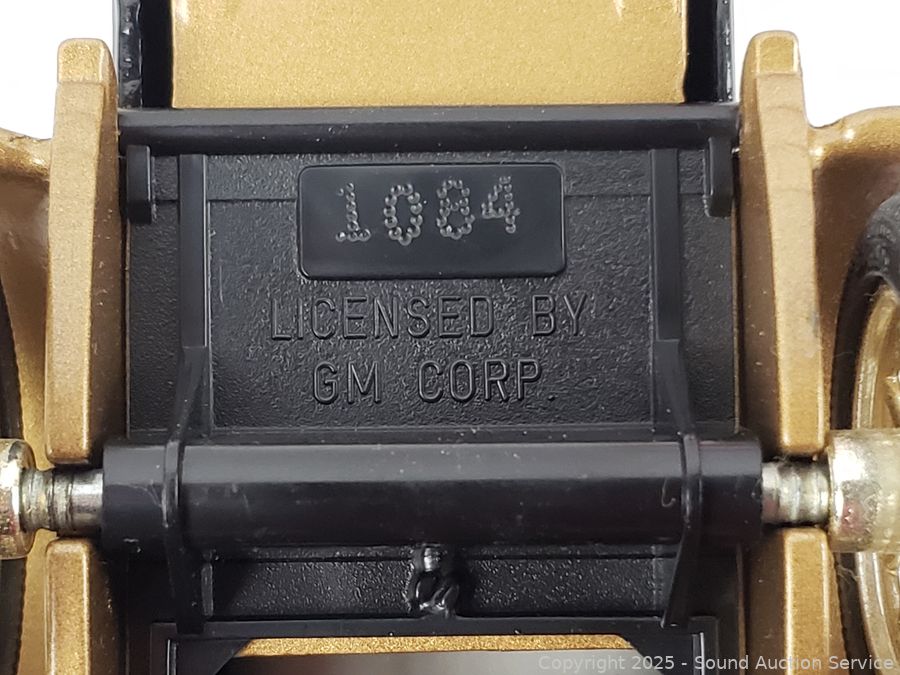 1084
LICENSED BY
GM CORP.
Copyright 2025 - Sound Auction Service